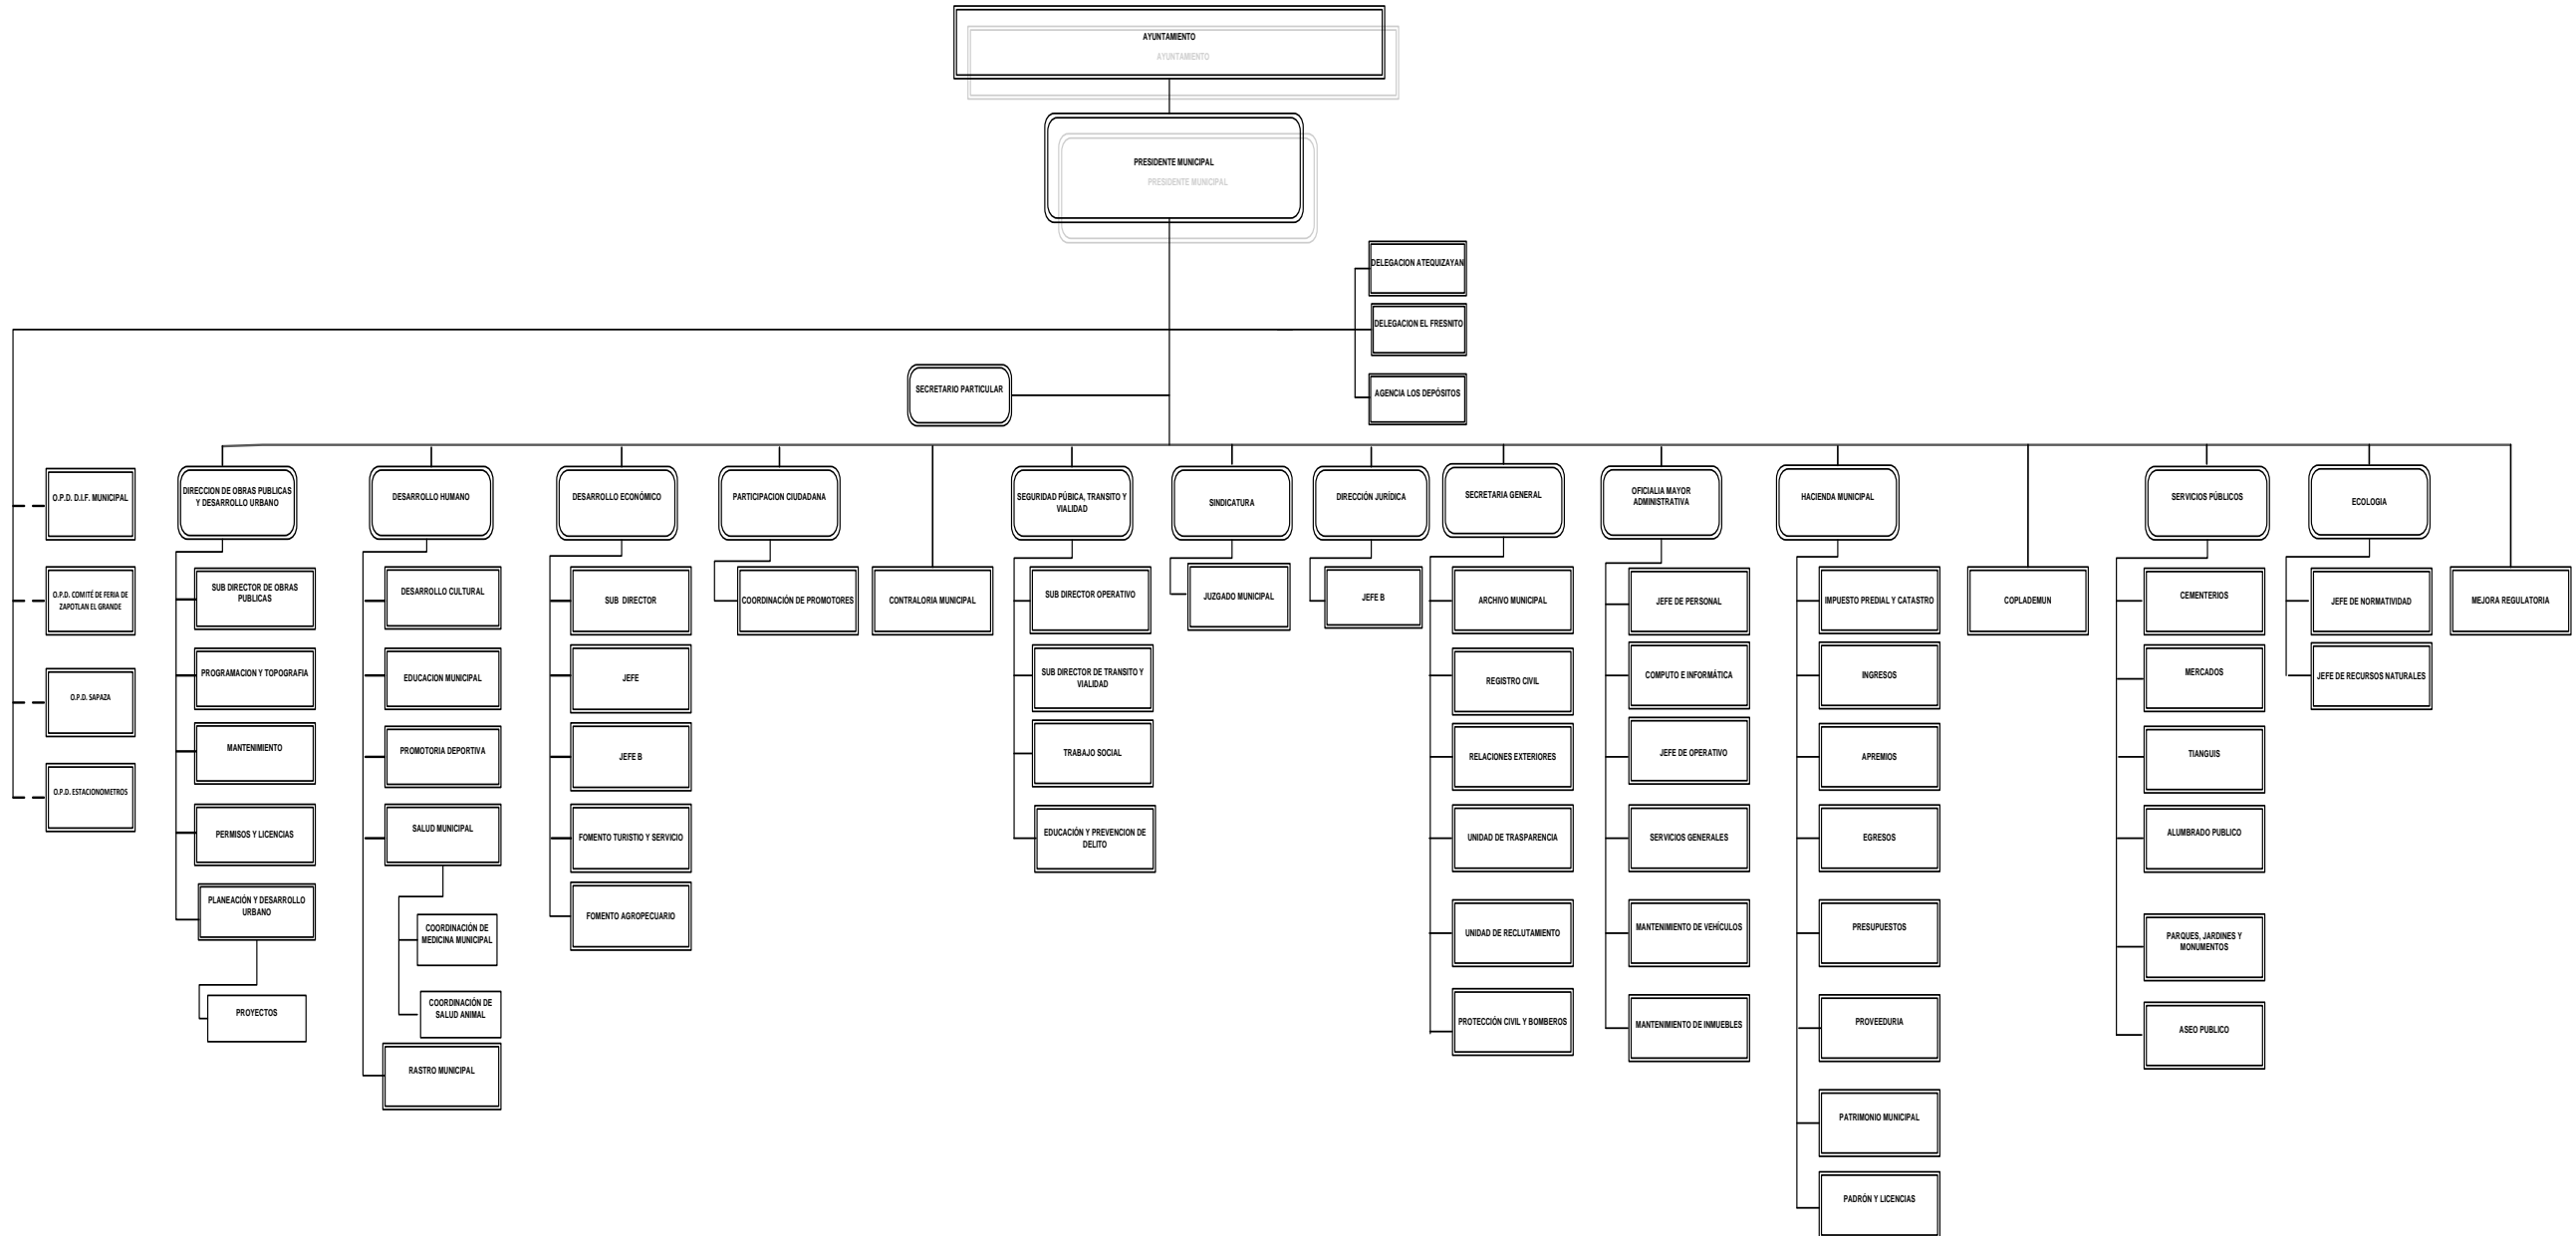 AYUNTAMIENTO
AYUNTAMIENTO
PRESIDENTE MUNICIPAL
PRESIDENTE MUNICIPAL
DELEGACION ATEQUIZAYAN
DELEGACION EL FRESNITO
AGENCIA LOS DEPÓSITOS
SECRETARIO PARTICULAR
O.P.D. D.I.F. MUNICIPAL
O.P.D. COMITÉ DE FERIA DE
ZAPOTLAN EL GRANDE
O.P.D. SAPAZA
O.P.D. ESTACIONOMETROS
DIRECCION DE OBRAS PUBLICAS
Y DESARROLLO URBANO
SUB DIRECTOR DE OBRAS
PUBLICAS
PROGRAMACION Y TOPOGRAFIA
MANTENIMIENTO
PERMISOS Y LICENCIAS
PLANEACIÓN Y DESARROLLO
URBANO
PROYECTOS
DESARROLLO HUMANO
DESARROLLO CULTURAL
EDUCACION MUNICIPAL
PROMOTORIA DEPORTIVA
SALUD MUNICIPAL
COORDINACIÓN DE
MEDICINA MUNICIPAL
COORDINACIÓN DE
SALUD ANIMAL
RASTRO MUNICIPAL
DESARROLLO ECONÓMICO
SUB DIRECTOR
JEFE
JEFE B
FOMENTO TURISTIO Y SERVICIO
FOMENTO AGROPECUARIO
PARTICIPACION CIUDADANA
COORDINACIÓN DE PROMOTORES
CONTRALORIA MUNICIPAL
SEGURIDAD PÚBICA, TRANSITO Y
VIALIDAD
SUB DIRECTOR OPERATIVO
SUB DIRECTOR DE TRANSITO Y
VIALIDAD
TRABAJO SOCIAL
EDUCACIÓN Y PREVENCION DE
DELITO
SINDICATURA
JUZGADO MUNICIPAL
DIRECCIÓN JURÍDICA
JEFE B
SECRETARIA GENERAL
ARCHIVO MUNICIPAL
REGISTRO CIVIL
RELACIONES EXTERIORES
UNIDAD DE TRASPARENCIA
UNIDAD DE RECLUTAMIENTO
PROTECCIÓN CIVIL Y BOMBEROS
OFICIALIA MAYOR
ADMINISTRATIVA
JEFE DE PERSONAL
COMPUTO E INFORMÁTICA
JEFE DE OPERATIVO
SERVICIOS GENERALES
MANTENIMIENTO DE VEHÍCULOS
MANTENIMIENTO DE INMUEBLES
HACIENDA MUNICIPAL
IMPUESTO PREDIAL Y CATASTRO
INGRESOS
APREMIOS
EGRESOS
PRESUPUESTOS
PROVEEDURIA
PATRIMONIO MUNICIPAL
PADRÓN Y LICENCIAS
COPLADEMUN
SERVICIOS PÚBLICOS
CEMENTERIOS
MERCADOS
TIANGUIS
ALUMBRADO PUBLICO
PARQUES, JARDINES Y
MONUMENTOS
ASEO PUBLICO
ECOLOGIA
JEFE DE NORMATIVIDAD
JEFE DE RECURSOS NATURALES
MEJORA REGULATORIA